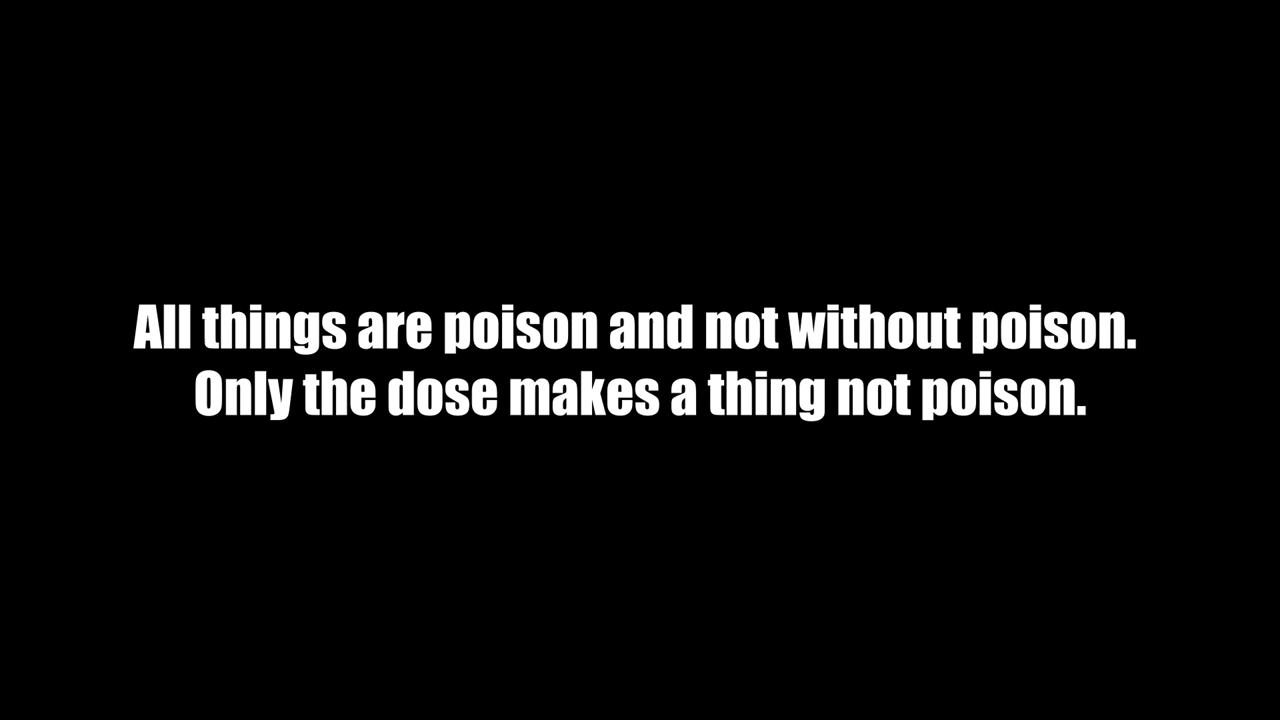 All things are poison and not without poison.
Only the dose makes a thing not poison.